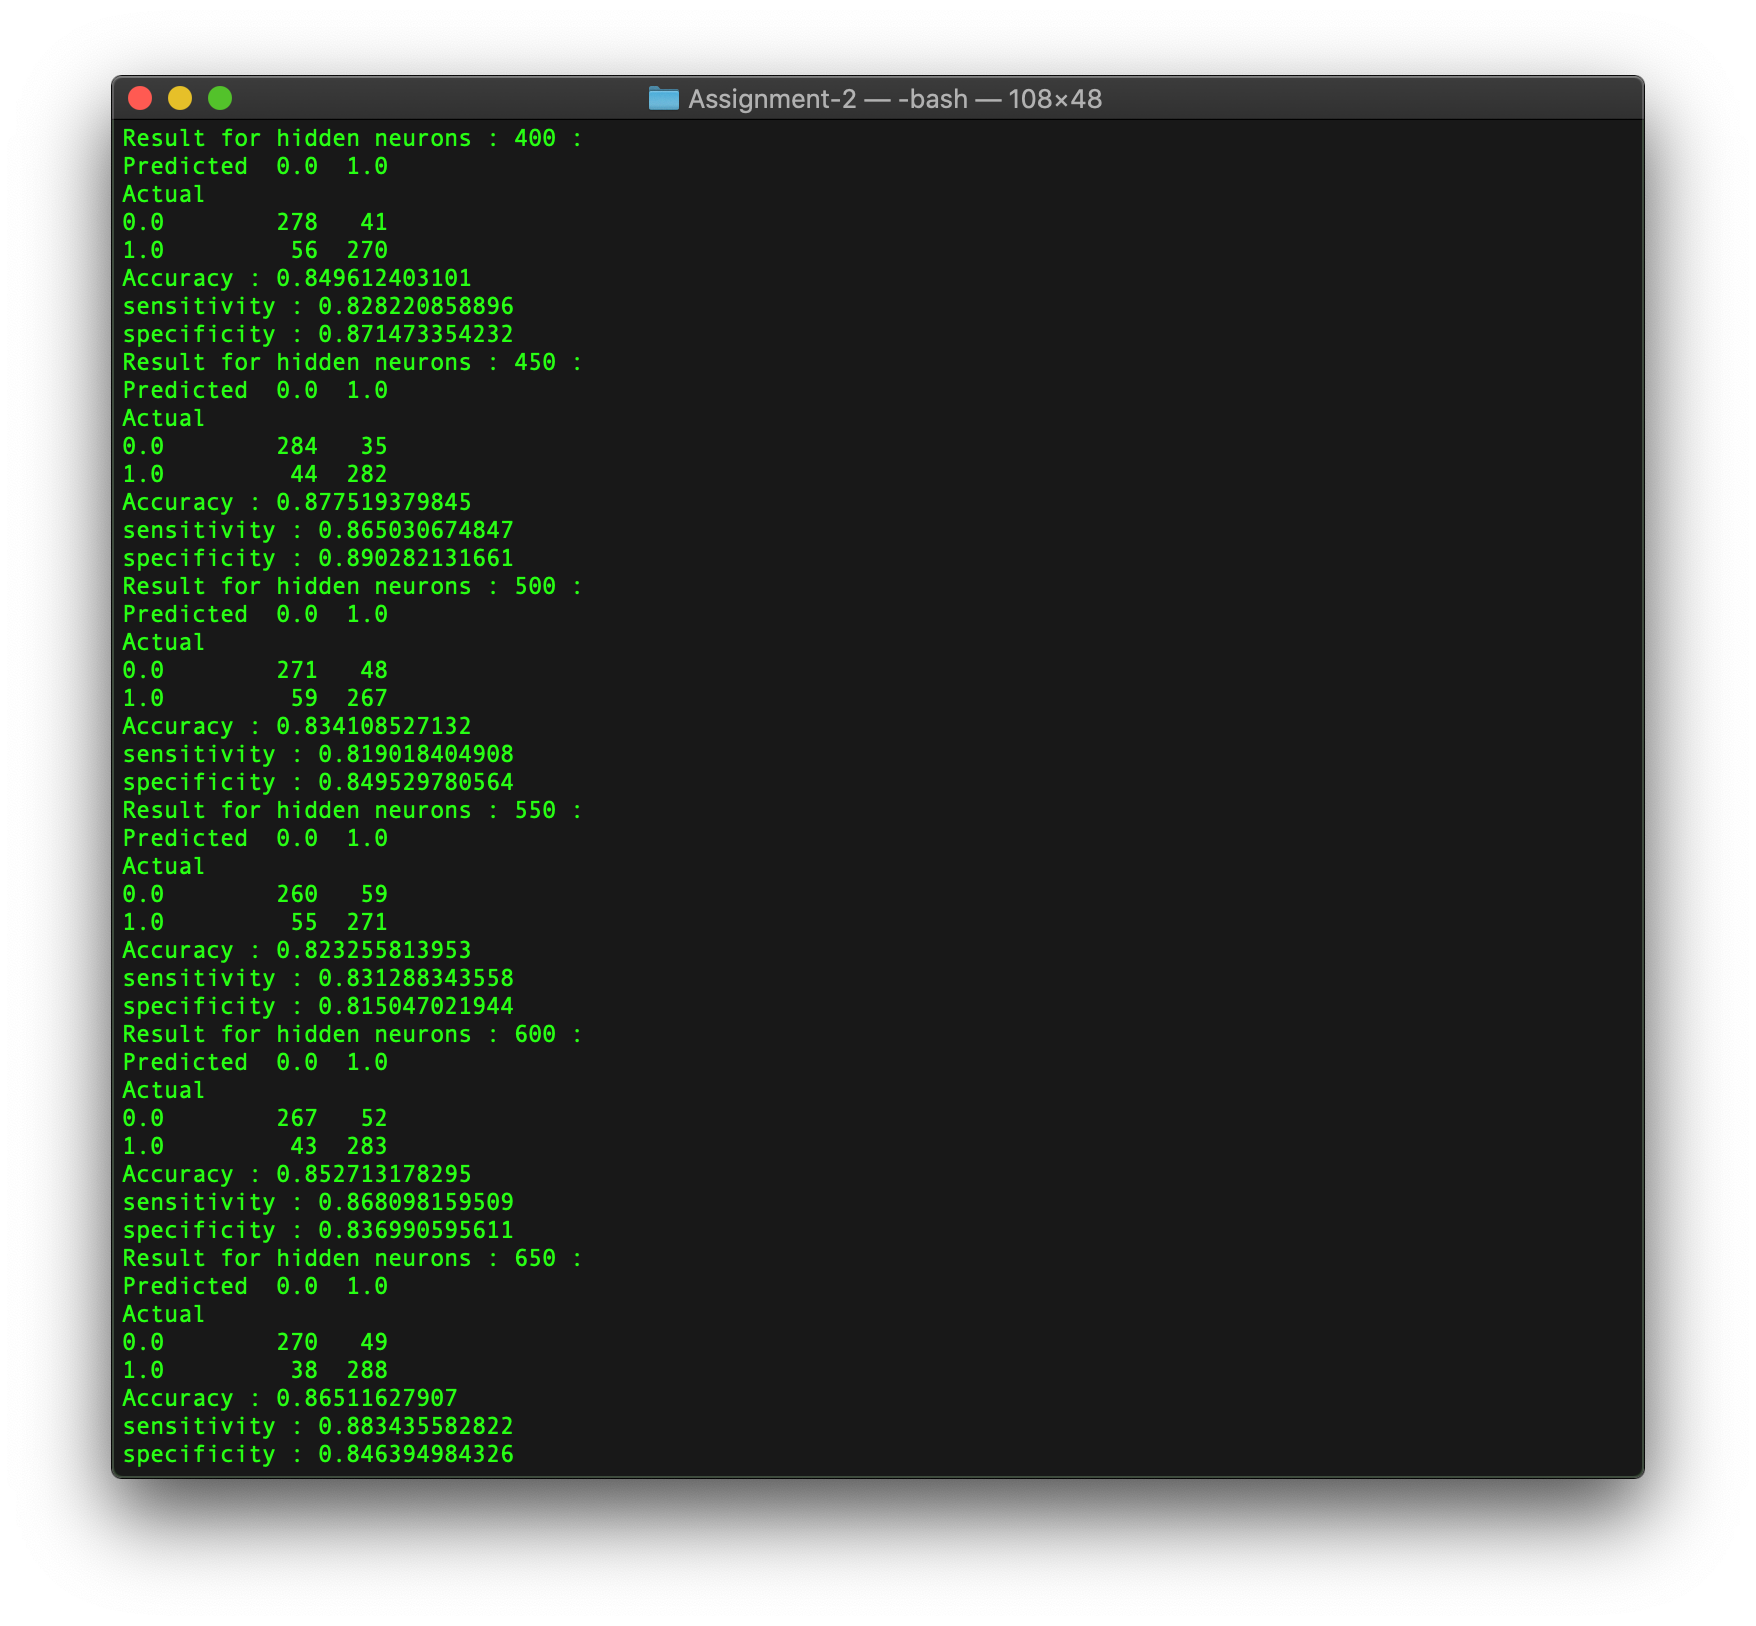 Assignment-2 — -bash — 108×48
Result for hidden neurons : 400 :
Predicted  0.0  1.0
Actual
0.0        278   41
1.0         56  270
Accuracy : 0.849612403101
sensitivity : 0.828220858896
specificity : 0.871473354232
Result for hidden neurons : 450 :
Predicted  0.0  1.0
Actual
0.0        284   35
1.0         44  282
Accuracy : 0.877519379845
sensitivity : 0.865030674847
specificity : 0.890282131661
Result for hidden neurons : 500 :
Predicted  0.0  1.0
Actual
0.0        271   48
1.0         59  267
Accuracy : 0.834108527132
sensitivity : 0.819018404908
specificity : 0.849529780564
Result for hidden neurons : 550 :
Predicted  0.0  1.0
Actual
0.0        260   59
1.0         55  271
Accuracy : 0.823255813953
sensitivity : 0.831288343558
specificity : 0.815047021944
Result for hidden neurons : 600 :
Predicted  0.0  1.0
Actual
0.0        267   52
1.0         43  283
Accuracy : 0.852713178295
sensitivity : 0.868098159509
specificity : 0.836990595611
Result for hidden neurons : 650 :
Predicted  0.0  1.0
Actual
0.0        270   49
1.0         38  288
Accuracy : 0.86511627907
sensitivity : 0.883435582822
specificity : 0.846394984326